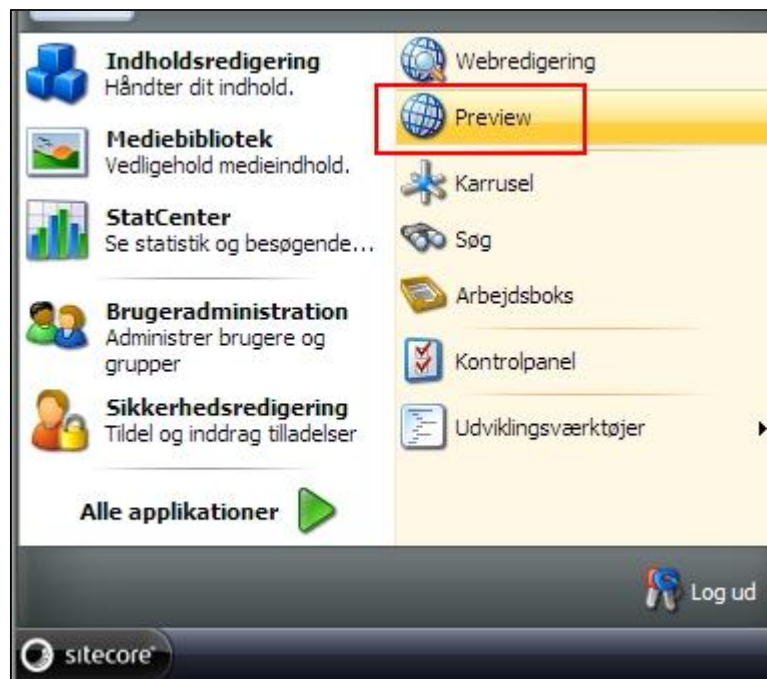 Indholdsredigering
Håndter dit indhold.
Mediebibliotek
Vedligehold medieindhold.
StatCenter
Se statistik og besøgende...
Brugeradministration
Administrer brugere og
grupper
Sikkerhedsredigering
Tildel og inddrag tilladelser
Alle applikationer
Webredigering
Preview
Karrusel
Søg
Arbejdsboks
Kontrolpanel
Udviklingsværktøjer
Log ud
sitecore